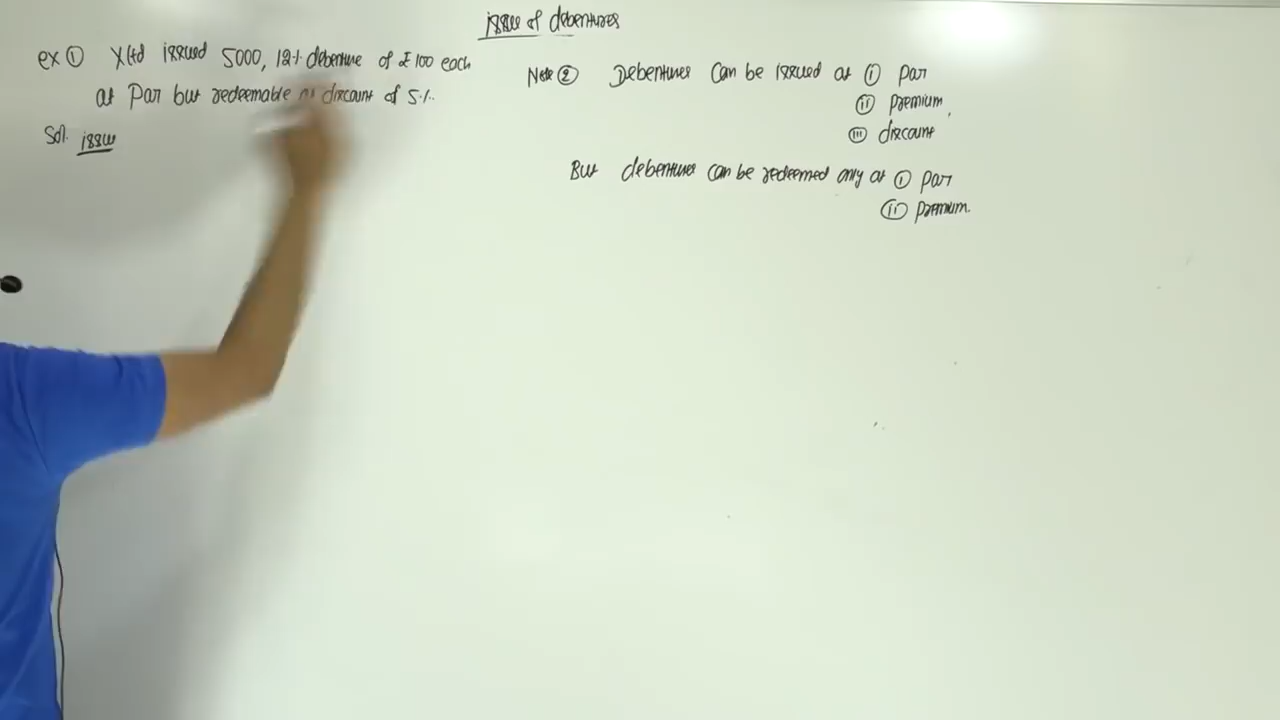 issue of debentures
ex ① X Ltd issued 5000, 12% debenture of ₹100 each
at Par but redeemable at discount of 5%.
Sol. issue
Note ② Debentures Can be issued at ⓘ Par
ⓘⓘ premium,
ⓘⓘⓘ discount
But debentures can be redeemed only at ⓘ par
ⓘⓘ premium.